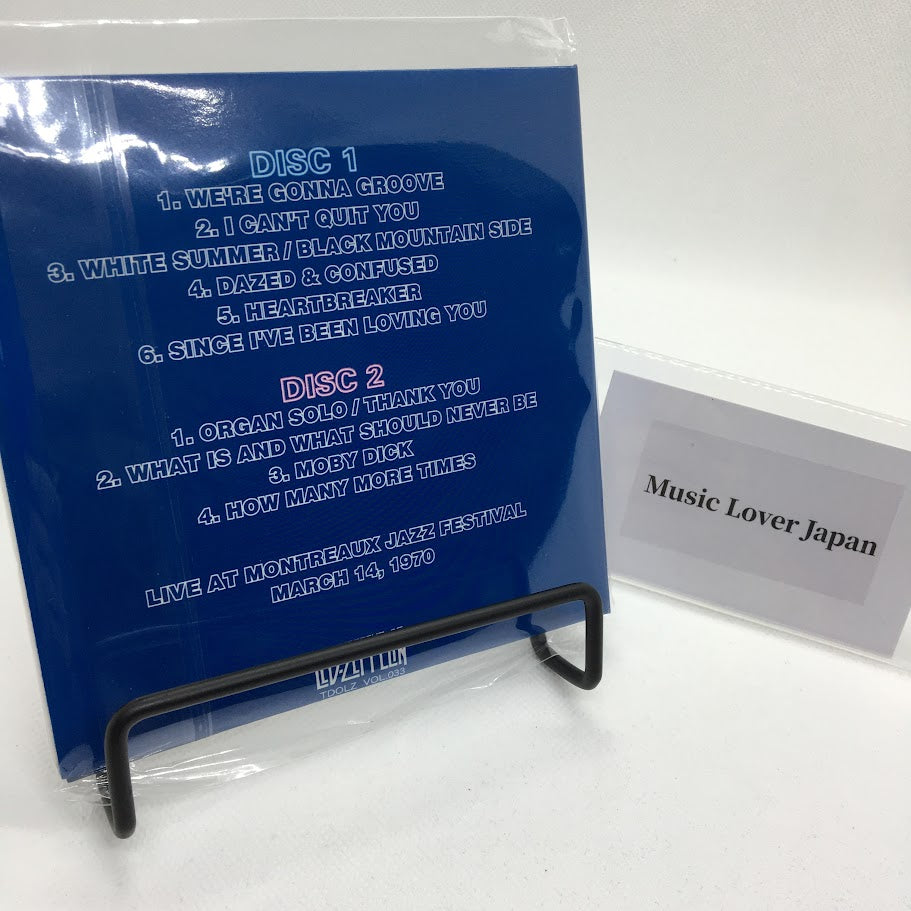 DISC 1
1. WE'RE GONNA GROOVE
2. I CAN'T QUIT YOU
3. WHITE SUMMER / BLACK MOUNTAIN SIDE
4. DAZED & CONFUSED
5. HEARTBREAKER
6. SINCE I'VE BEEN LOVING YOU
DISC 2
1. ORGAN SOLO / THANK YOU
2. WHAT IS AND WHAT SHOULD NEVER BE
3. MOBY DICK
4. HOW MANY MORE TIMES
LIVE AT MONTREAUX JAZZ FESTIVAL
MARCH 14, 1970
LED-ZEPPELIN
TDOLZ VOL.033
Music Lover Japan